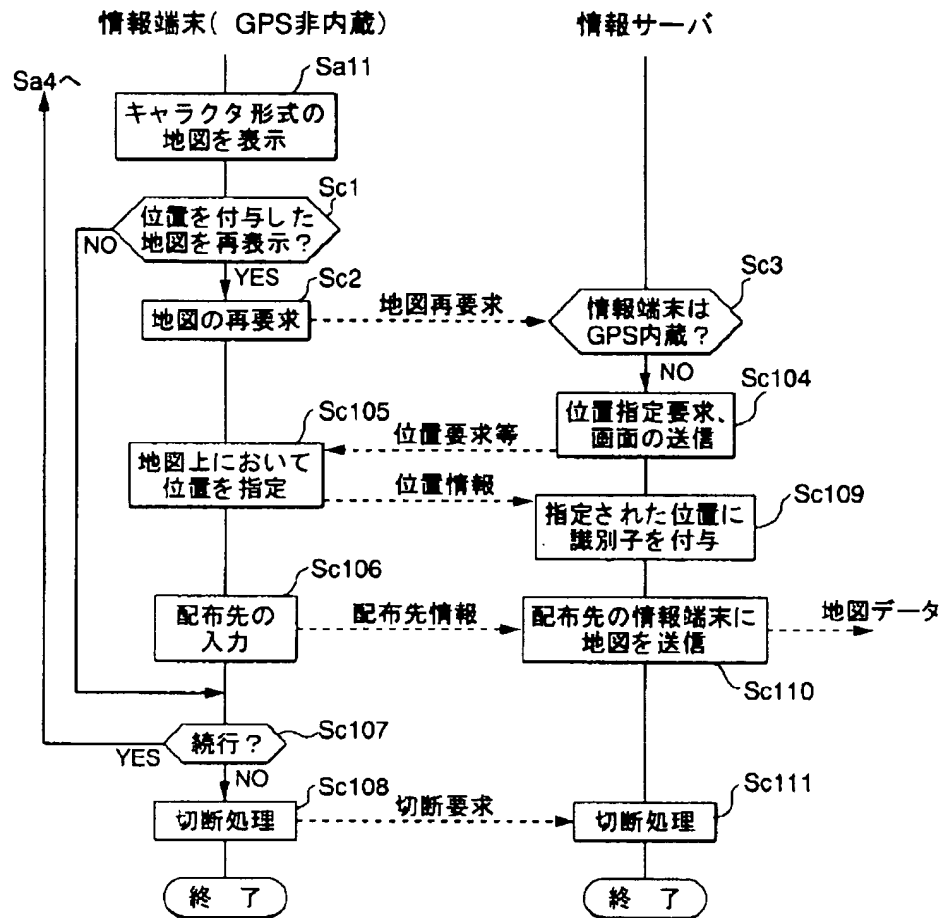 情報端末( GPS非内蔵)
情報サーバ
Sa4へ
Sa11
キャラクタ形式の
地図を表示
Sc1
位置を付与した
地図を再表示？
NO
YES
Sc2
地図の再要求
地図再要求
Sc3
情報端末は
GPS内蔵？
NO
Sc104
位置指定要求、
画面の送信
位置要求等
Sc105
地図上において
位置を指定
位置情報
Sc109
指定された位置に
識別子を付与
Sc106
配布先の
入力
配布先情報
配布先の情報端末に
地図を送信
地図データ
Sc110
Sc107
続行？
YES
NO
Sc108
切断処理
切断要求
Sc111
切断処理
終 了
終 了